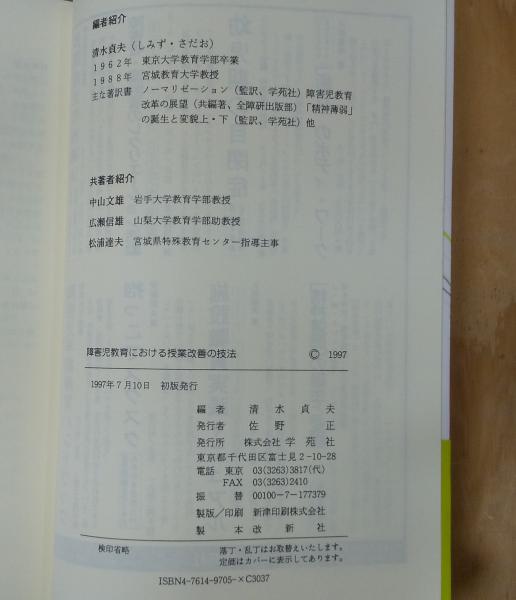 編者紹介
清水貞夫(しみず・さだお)
1962年 東京大学教育学部卒業
1988年 宮城教育大学教授
主な著訳書 ノーマリゼーション(監訳、学苑社)障害児教育
改革の展望(共編著、全障研出版部)「精神薄弱」
の誕生と変貌上・下(監訳、学苑社)他
共著者紹介
中山文雄 岩手大学教育学部教授
広瀬信雄 山梨大学教育学部助教授
松浦達夫 宮城県特殊教育センター指導主事
障害児教育における授業改善の技法 © 1997
1997年7月10日 初版発行
編者 清水貞夫
発行者 佐野正
発行所 株式会社 学苑社
東京都千代田区富士見2-10-28
電話 東京 03(3263)3817(代)
FAX 03(3263)2410
振替 00100-7-177379
製版/印刷 新津印刷株式会社
製本 改新社
検印省略 落丁・乱丁はお取替えいたします。
定価はカバーに表示してあります。
ISBN4-7614-9705-×C3037